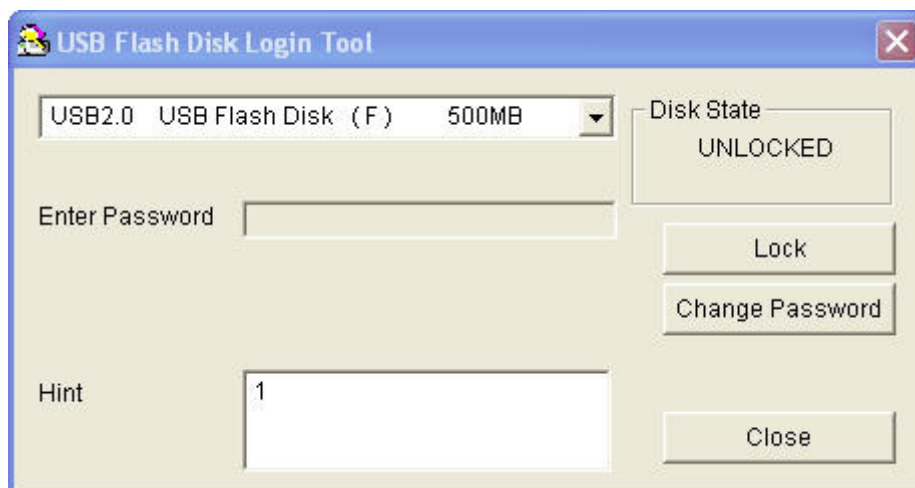 USB Flash Disk Login Tool
USB2.0 USB Flash Disk (F) 500MB
Disk State
UNLOCKED
Enter Password
Lock
Change Password
Hint
1
Close